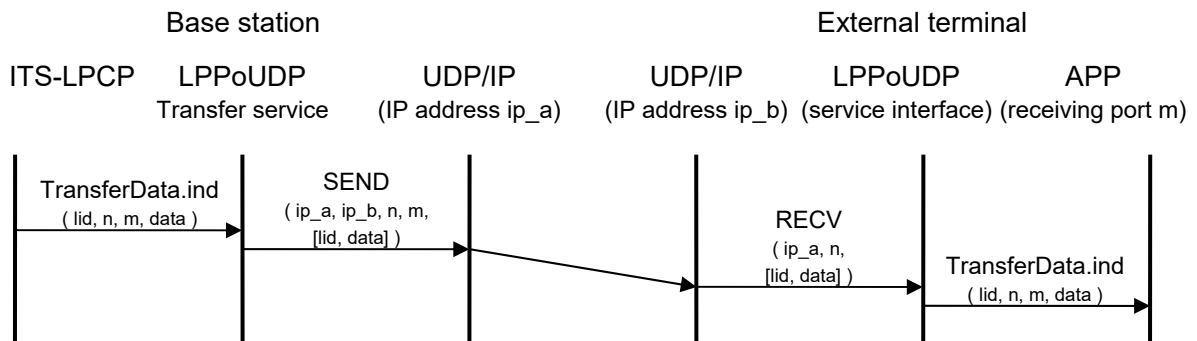 Base station
External terminal
ITS-LPCP
LPPoUDP
Transfer service
UDP/IP
(IP address ip_a)
UDP/IP
(IP address ip_b)
LPPoUDP
(service interface)
APP
(receiving port m)
TransferData.ind
( lid, n, m, data )
SEND
( ip_a, ip_b, n, m,
[lid, data] )
RECV
( ip_a, n,
[lid, data] )
TransferData.ind
( lid, n, m, data )